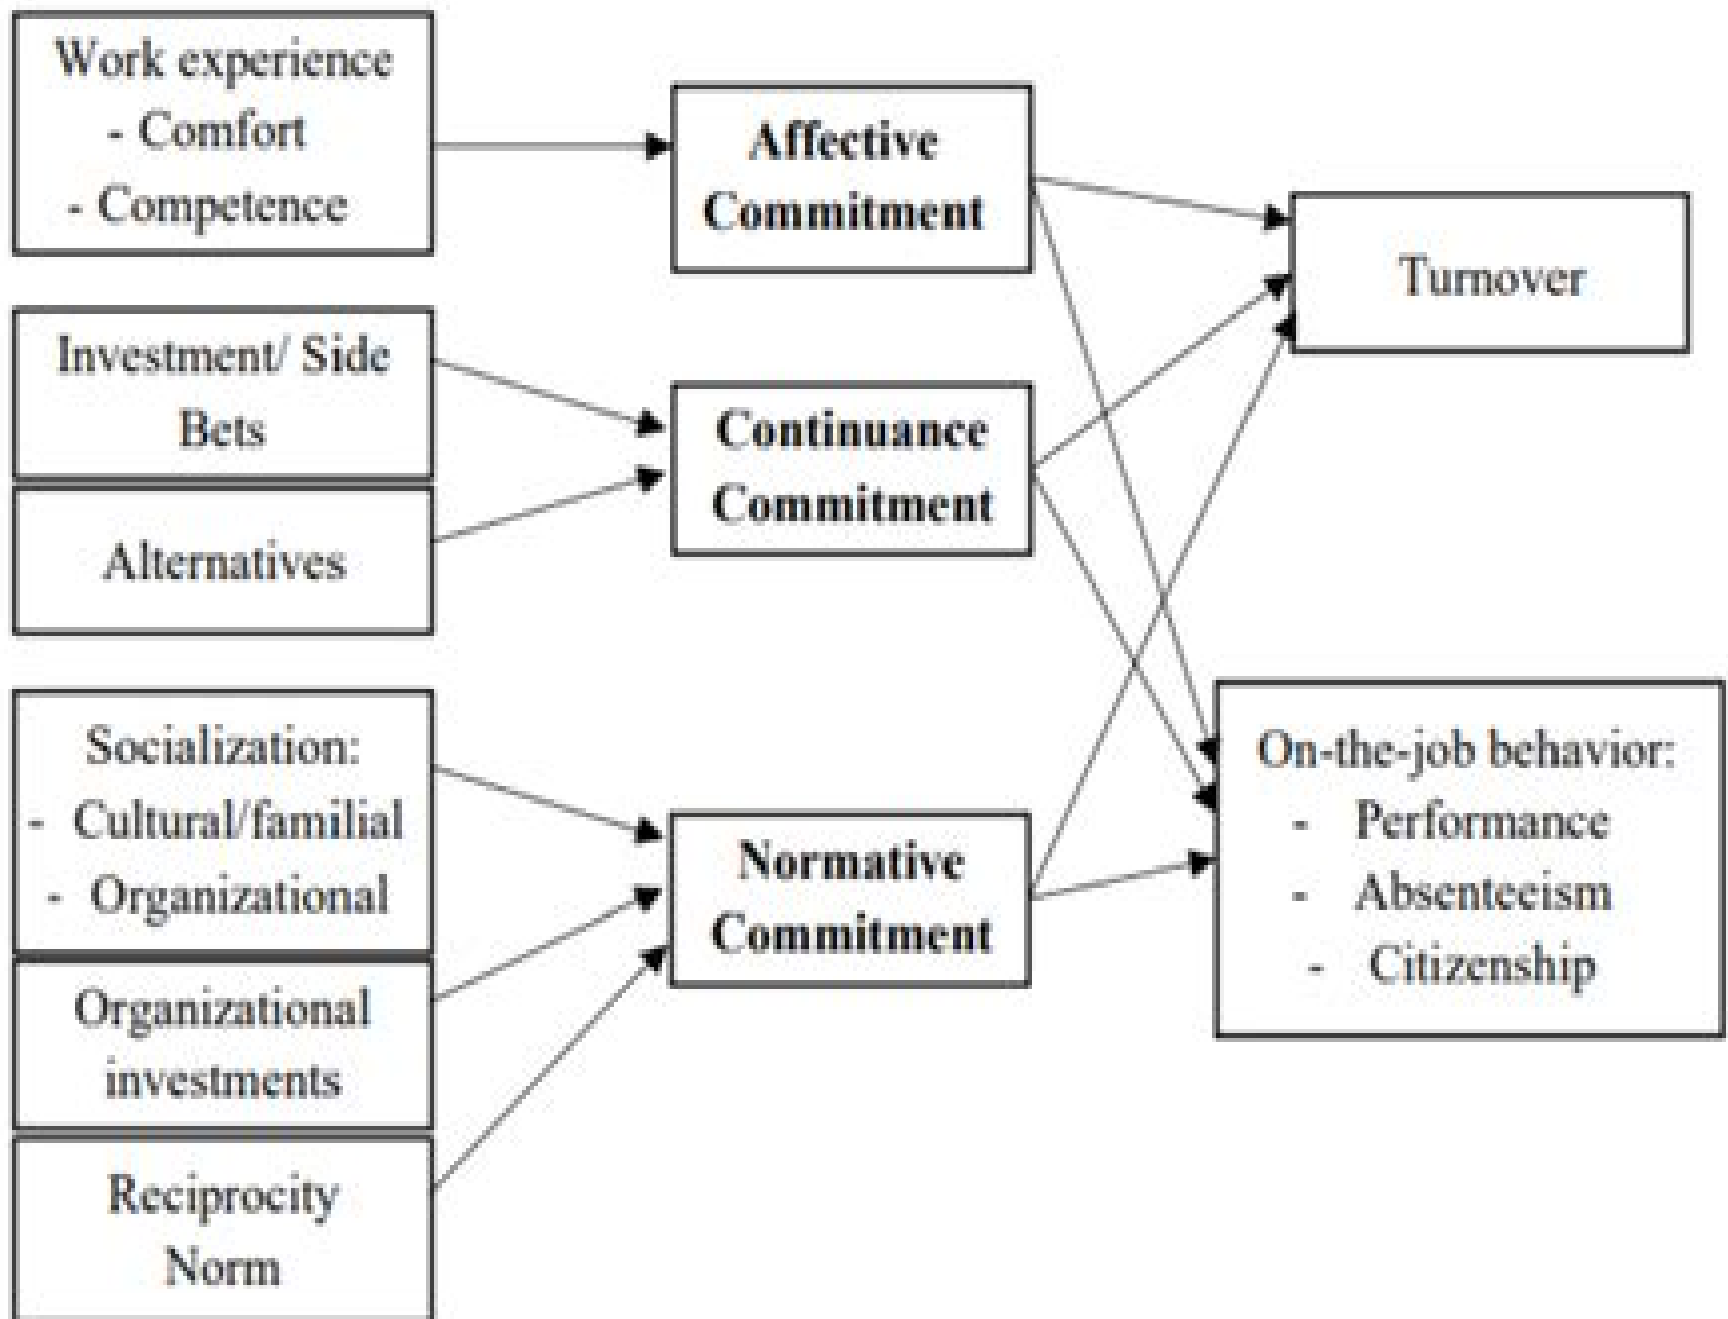 Work experience
- Comfort
- Competence
Affective
Commitment
Turnover
Investment/ Side
Bets
Continuance
Commitment
Alternatives
Socialization:
- Cultural/familial
- Organizational
Normative
Commitment
On-the-job behavior:
- Performance
- Absenteeism
- Citizenship
Organizational
investments
Reciprocity
Norm